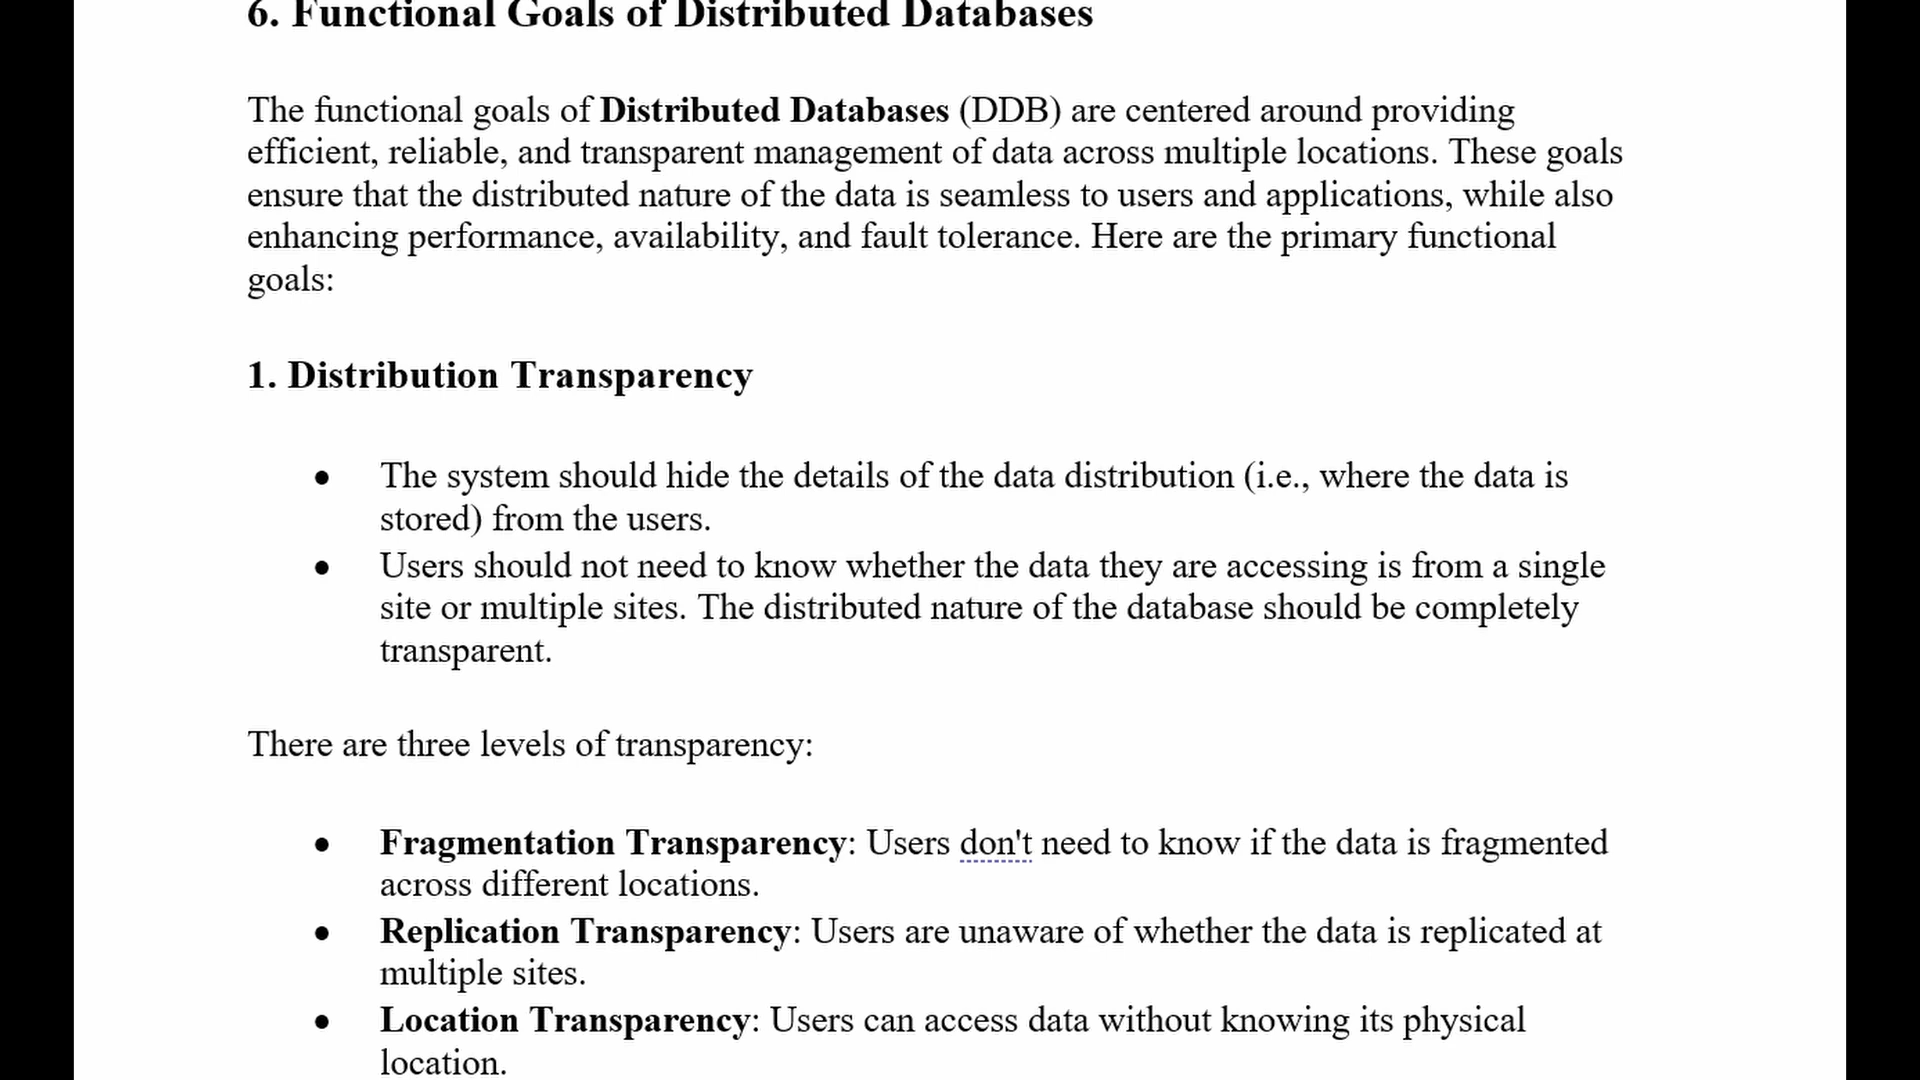 6. Functional Goals of Distributed Databases
The functional goals of Distributed Databases (DDB) are centered around providing
efficient, reliable, and transparent management of data across multiple locations. These goals
ensure that the distributed nature of the data is seamless to users and applications, while also
enhancing performance, availability, and fault tolerance. Here are the primary functional
goals:
1. Distribution Transparency
● The system should hide the details of the data distribution (i.e., where the data is
stored) from the users.
● Users should not need to know whether the data they are accessing is from a single
site or multiple sites. The distributed nature of the database should be completely
transparent.
There are three levels of transparency:
● Fragmentation Transparency: Users don't need to know if the data is fragmented
across different locations.
● Replication Transparency: Users are unaware of whether the data is replicated at
multiple sites.
● Location Transparency: Users can access data without knowing its physical
location.